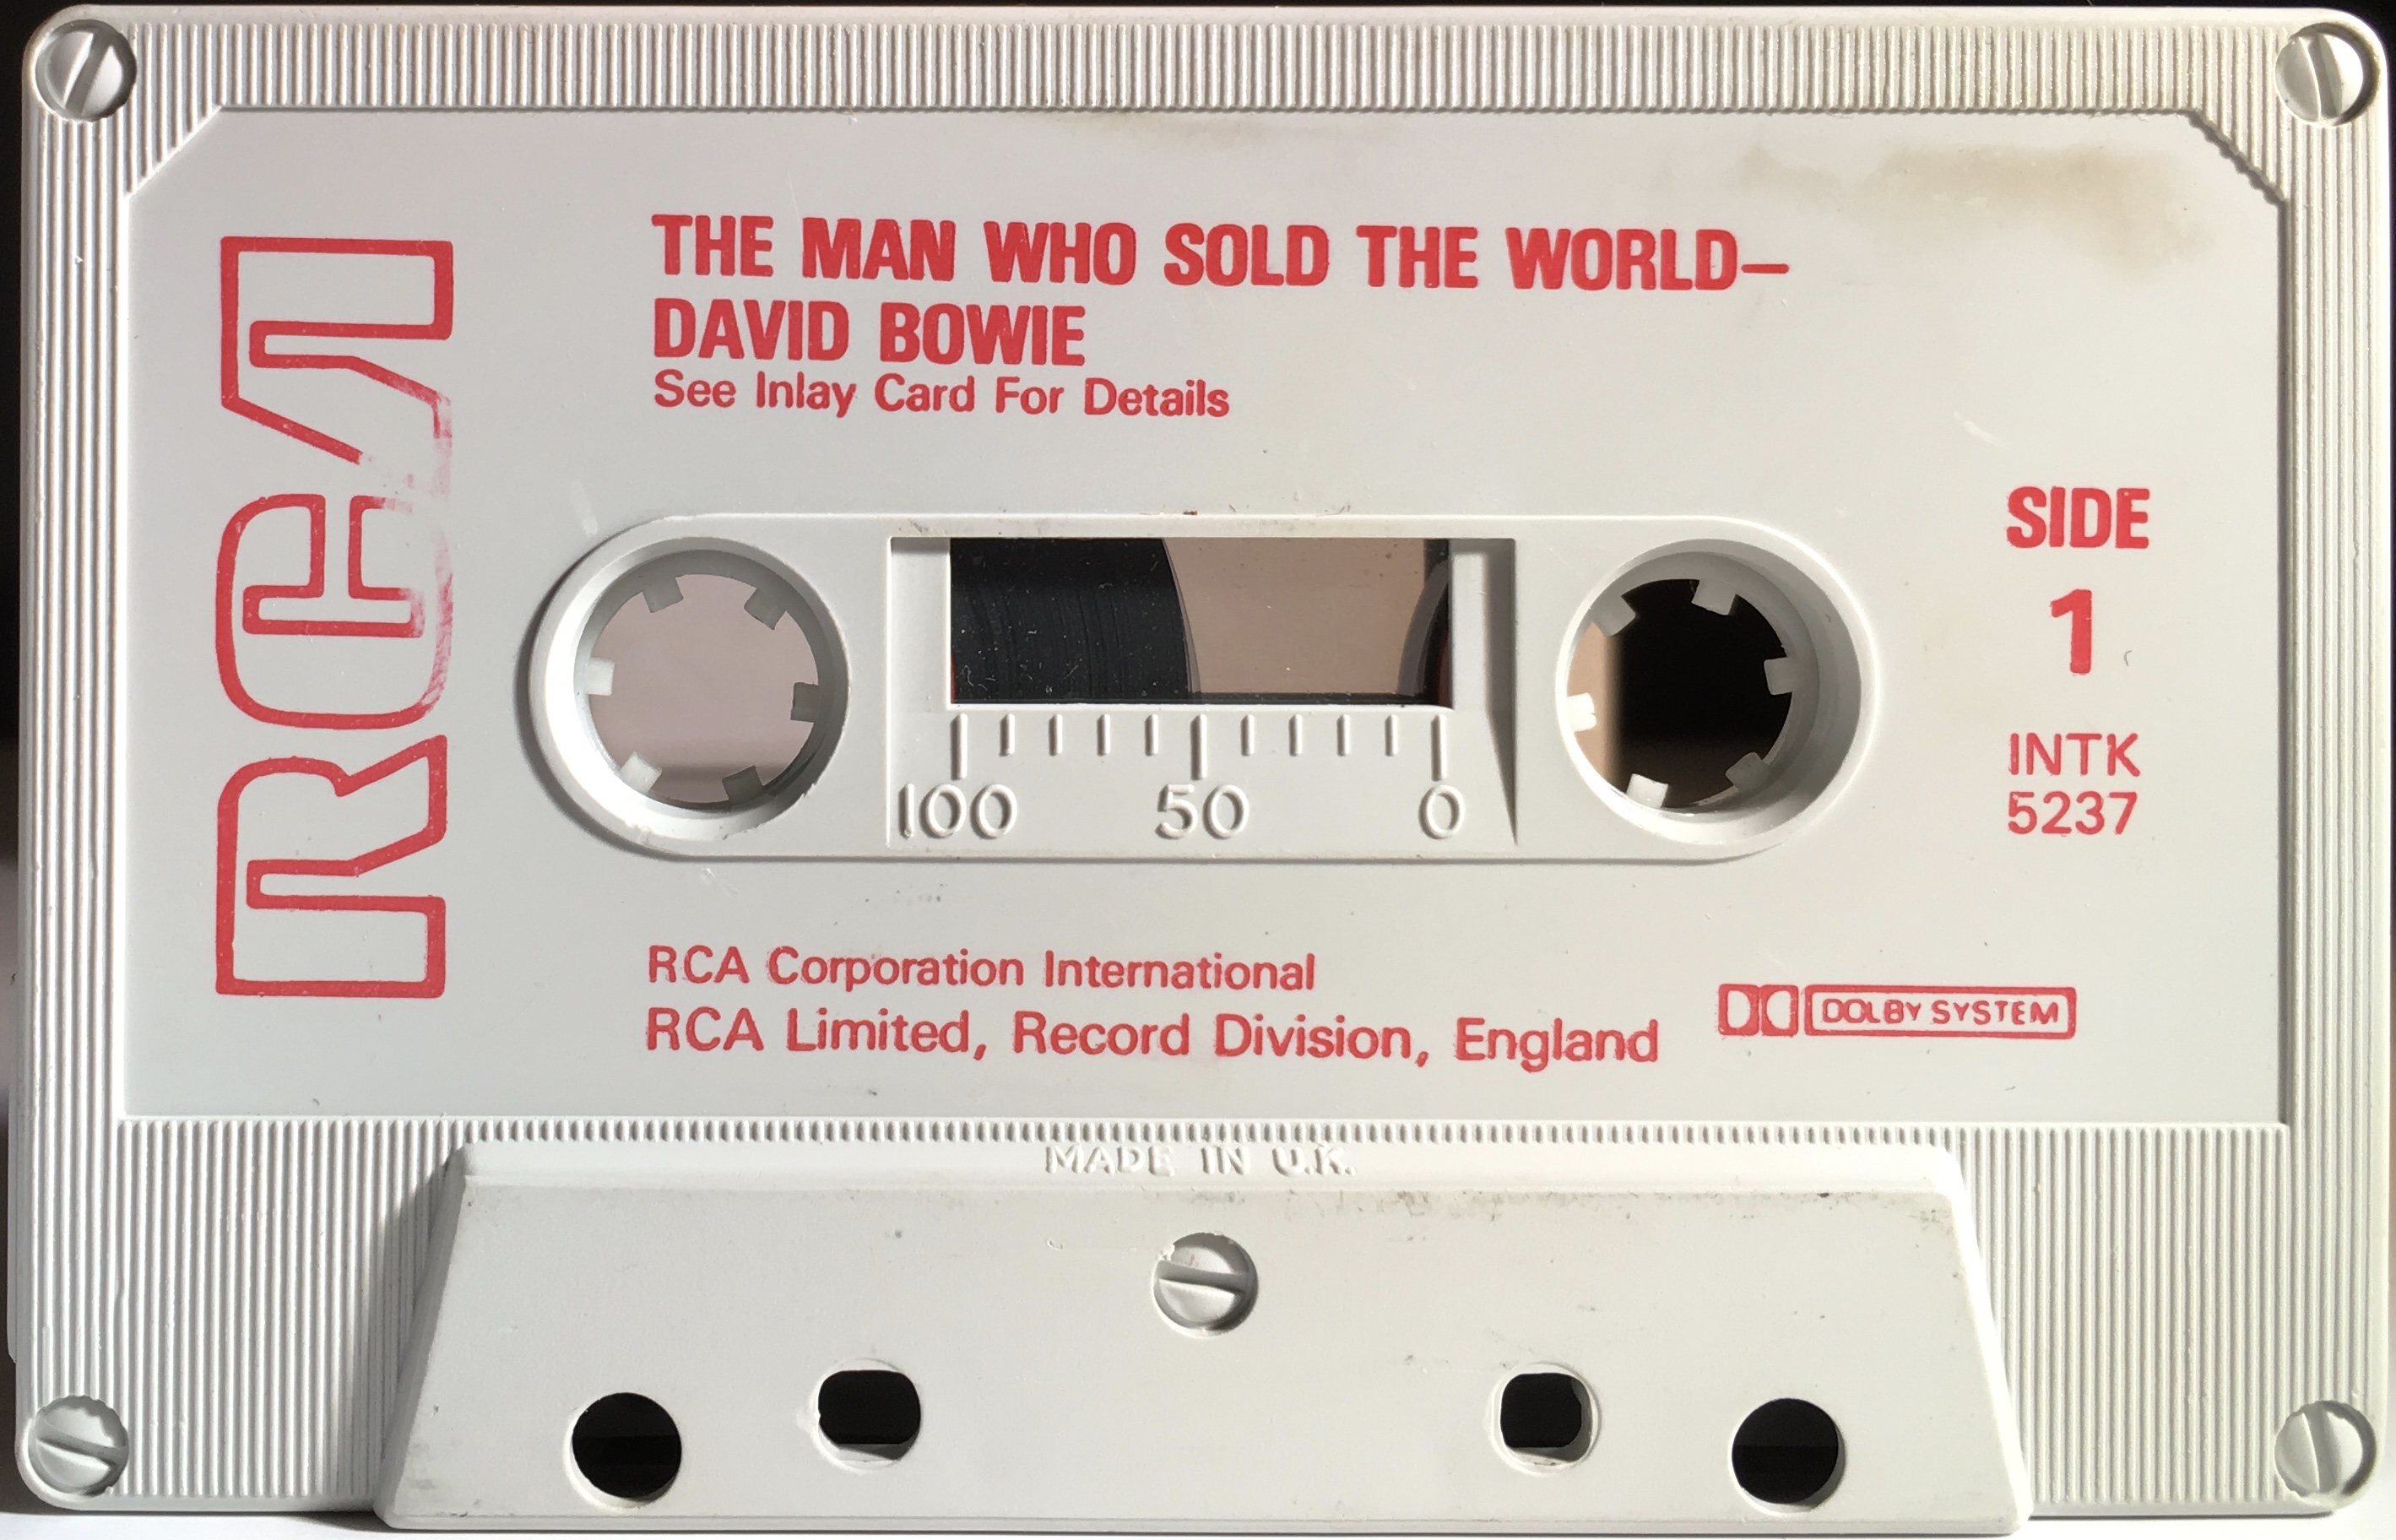 RCA
THE MAN WHO SOLD THE WORLD–
DAVID BOWIE
See Inlay Card For Details
SIDE
1
INTK
5237
100 50 0
RCA Corporation International
RCA Limited, Record Division, England
DOLBY SYSTEM
MADE IN U.K.